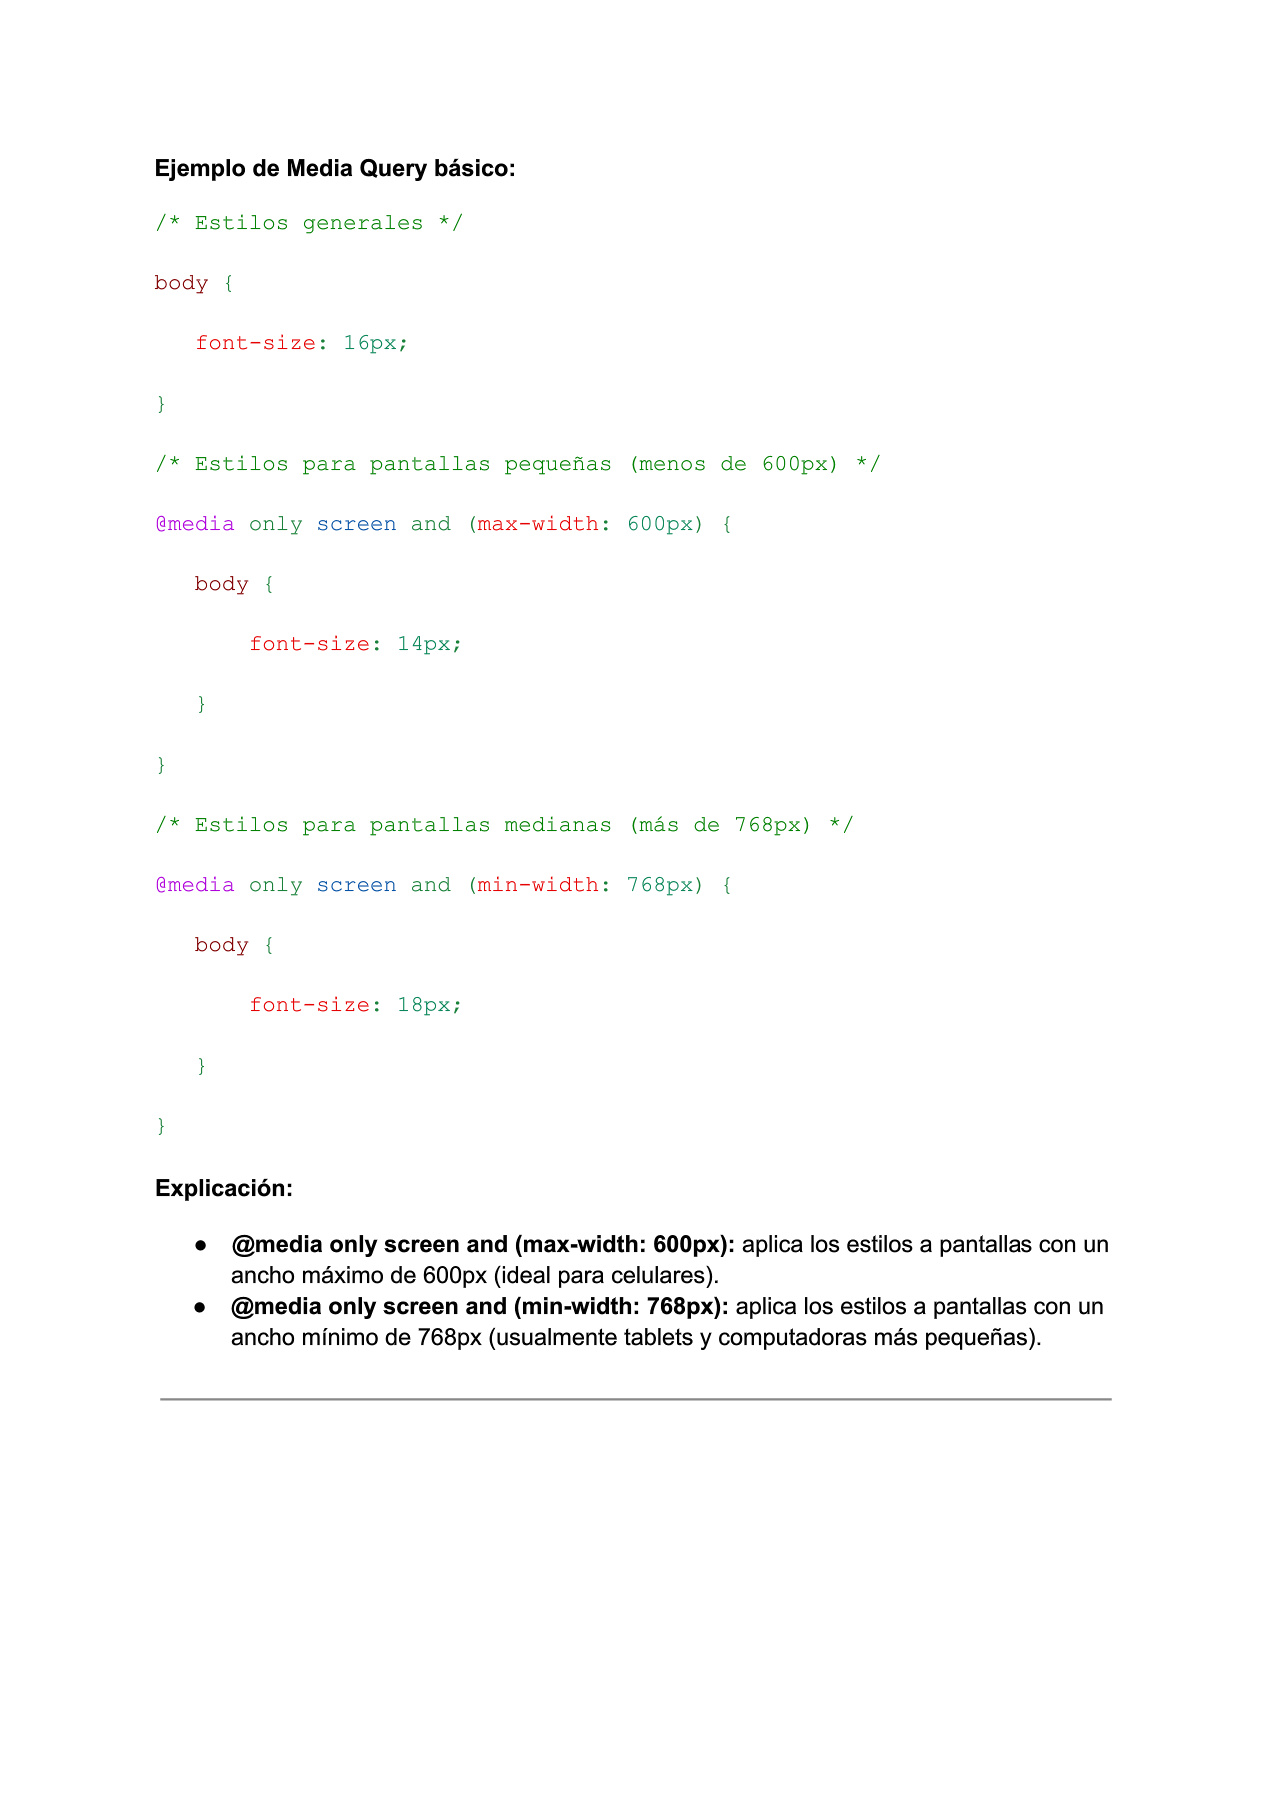 Ejemplo de Media Query básico:
/* Estilos generales */
body {
font-size: 16px;
}
/* Estilos para pantallas pequeñas (menos de 600px) */
@media only screen and (max-width: 600px) {
body {
font-size: 14px;
}
}
/* Estilos para pantallas medianas (más de 768px) */
@media only screen and (min-width: 768px) {
body {
font-size: 18px;
}
}
Explicación:
● @media only screen and (max-width: 600px): aplica los estilos a pantallas con un
ancho máximo de 600px (ideal para celulares).
● @media only screen and (min-width: 768px): aplica los estilos a pantallas con un
ancho mínimo de 768px (usualmente tablets y computadoras más pequeñas).